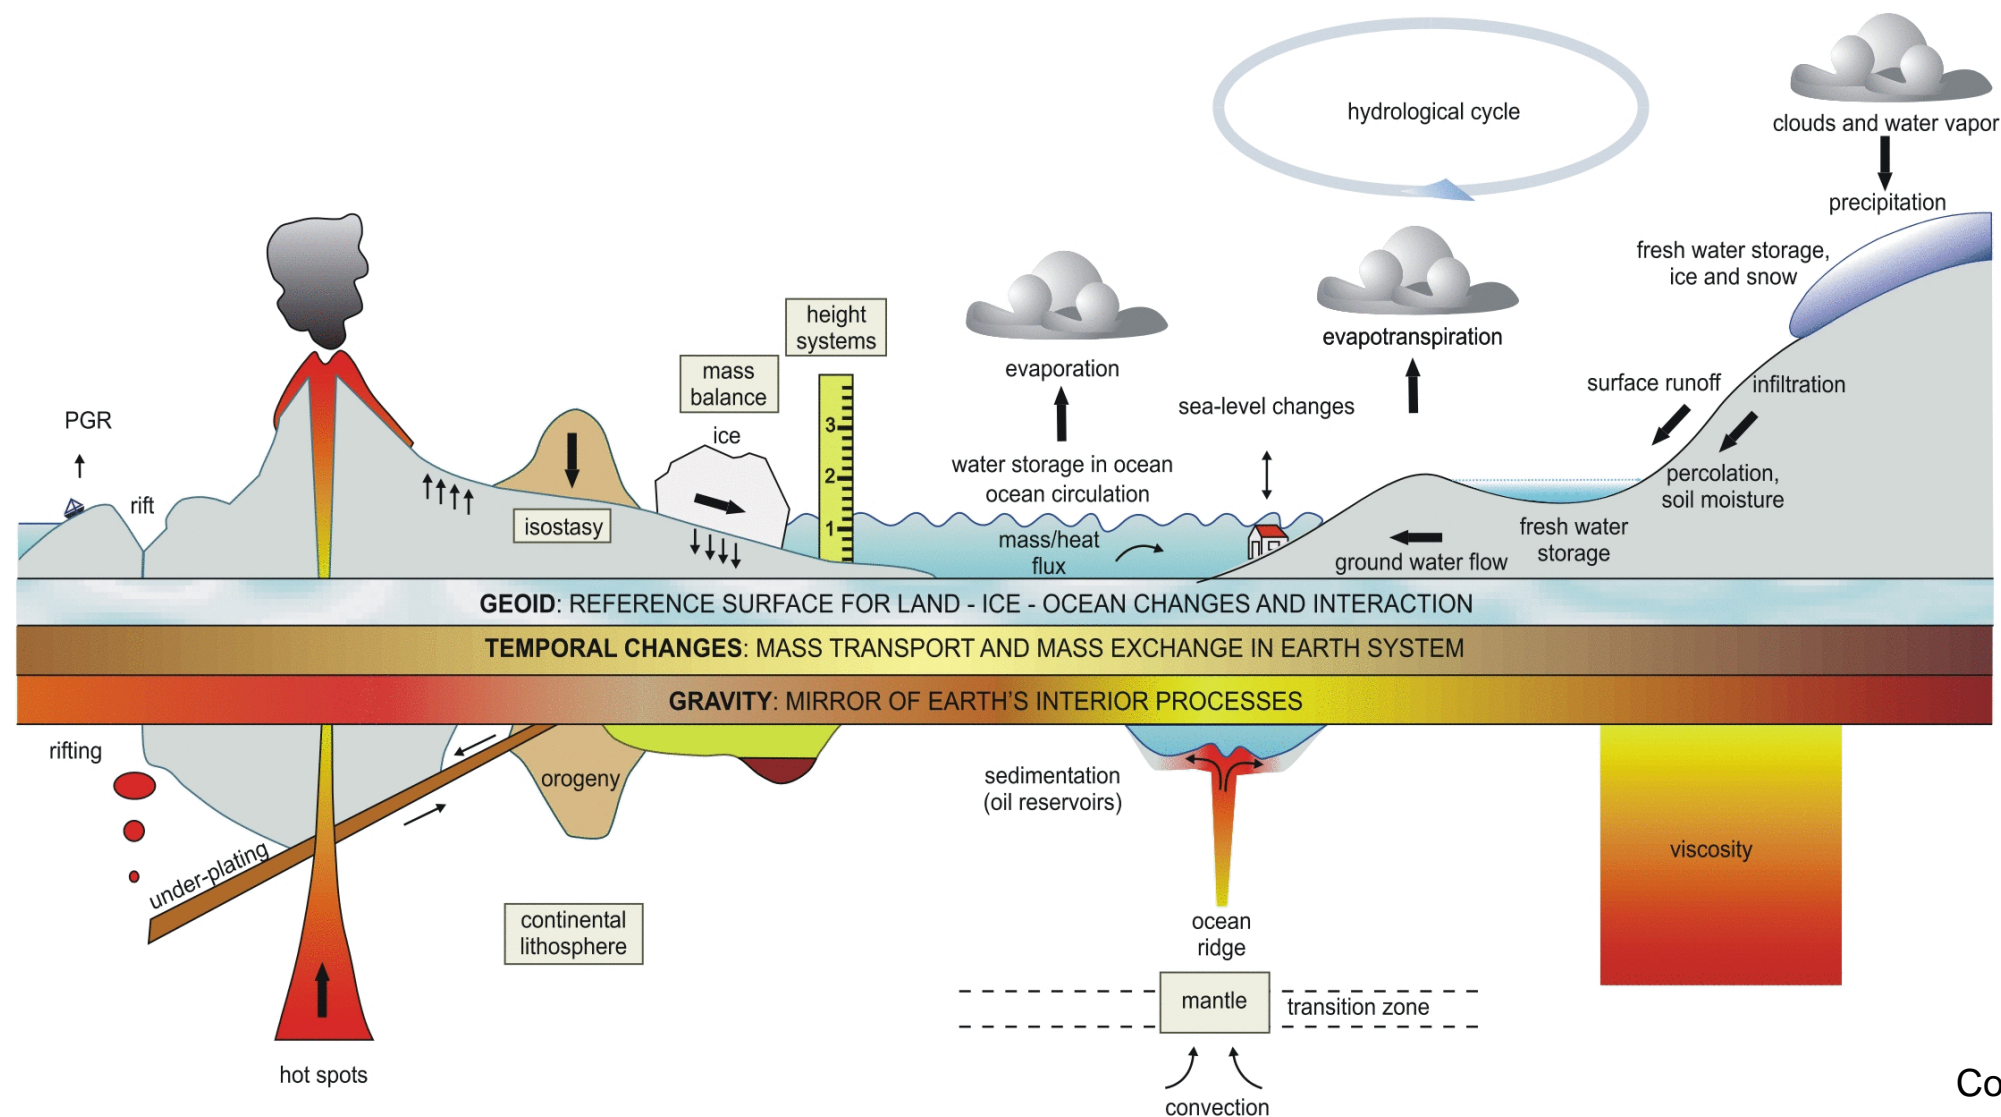 hydrological cycle
clouds and water vapor
precipitation
fresh water storage,
ice and snow
height
systems
evapotranspiration
mass
balance
evaporation
surface runoff
infiltration
sea-level changes
PGR
ice
3
water storage in ocean
ocean circulation
2
percolation,
soil moisture
rift
isostasy
1
mass/heat
flux
fresh water
storage
ground water flow
GEOID: REFERENCE SURFACE FOR LAND - ICE - OCEAN CHANGES AND INTERACTION
TEMPORAL CHANGES: MASS TRANSPORT AND MASS EXCHANGE IN EARTH SYSTEM
GRAVITY: MIRROR OF EARTH'S INTERIOR PROCESSES
rifting
orogeny
sedimentation
(oil reservoirs)
viscosity
under-plating
continental
lithosphere
ocean
ridge
mantle
transition zone
hot spots
convection
Co